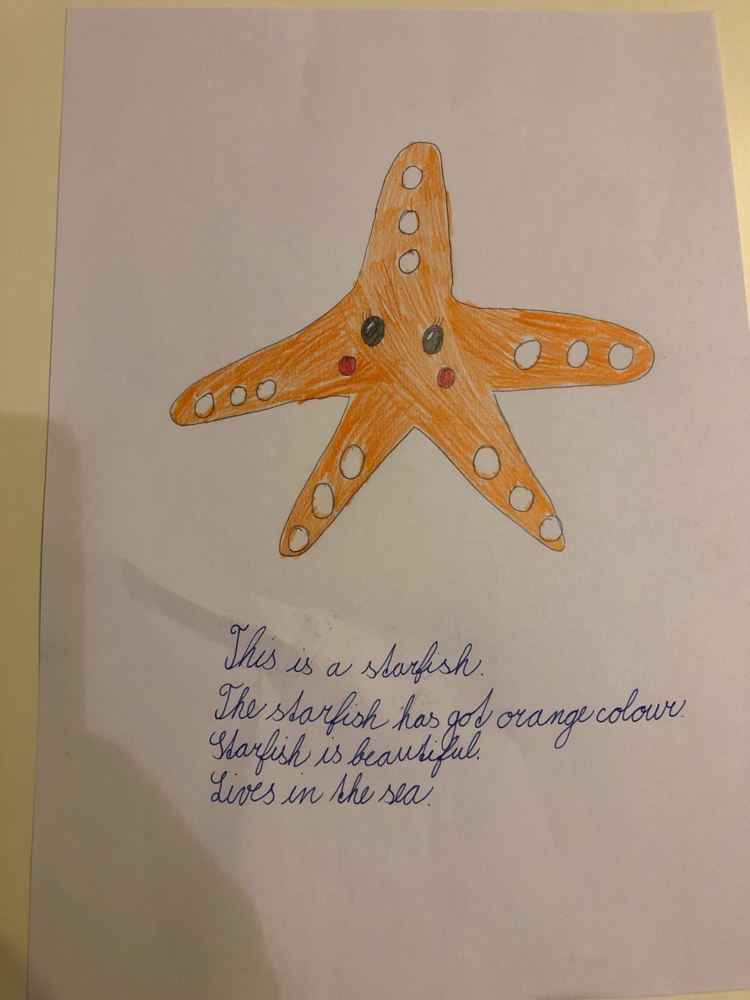 This is a starfish.
The starfish has got orange colour.
Starfish is beautiful.
Lives in the sea.